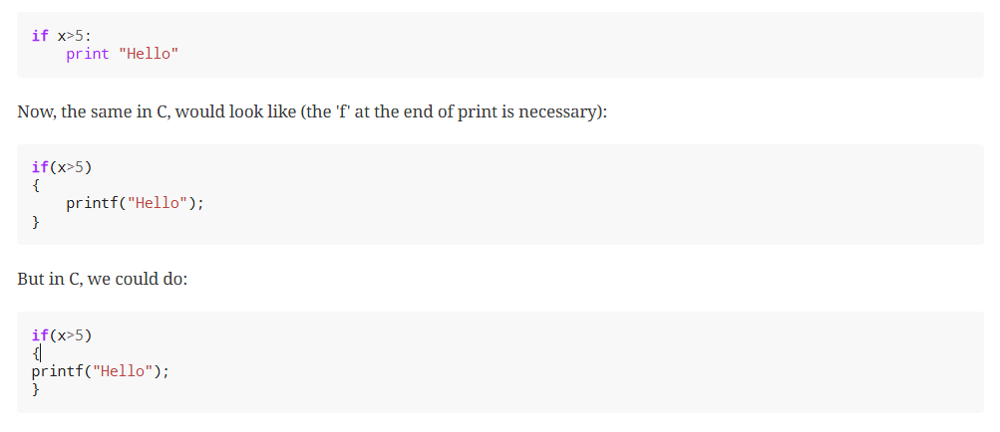 if x>5:
    print "Hello"
Now, the same in C, would look like (the 'f' at the end of print is necessary):
if(x>5)
{
    printf("Hello");
}
But in C, we could do:
if(x>5)
{
printf("Hello");
}